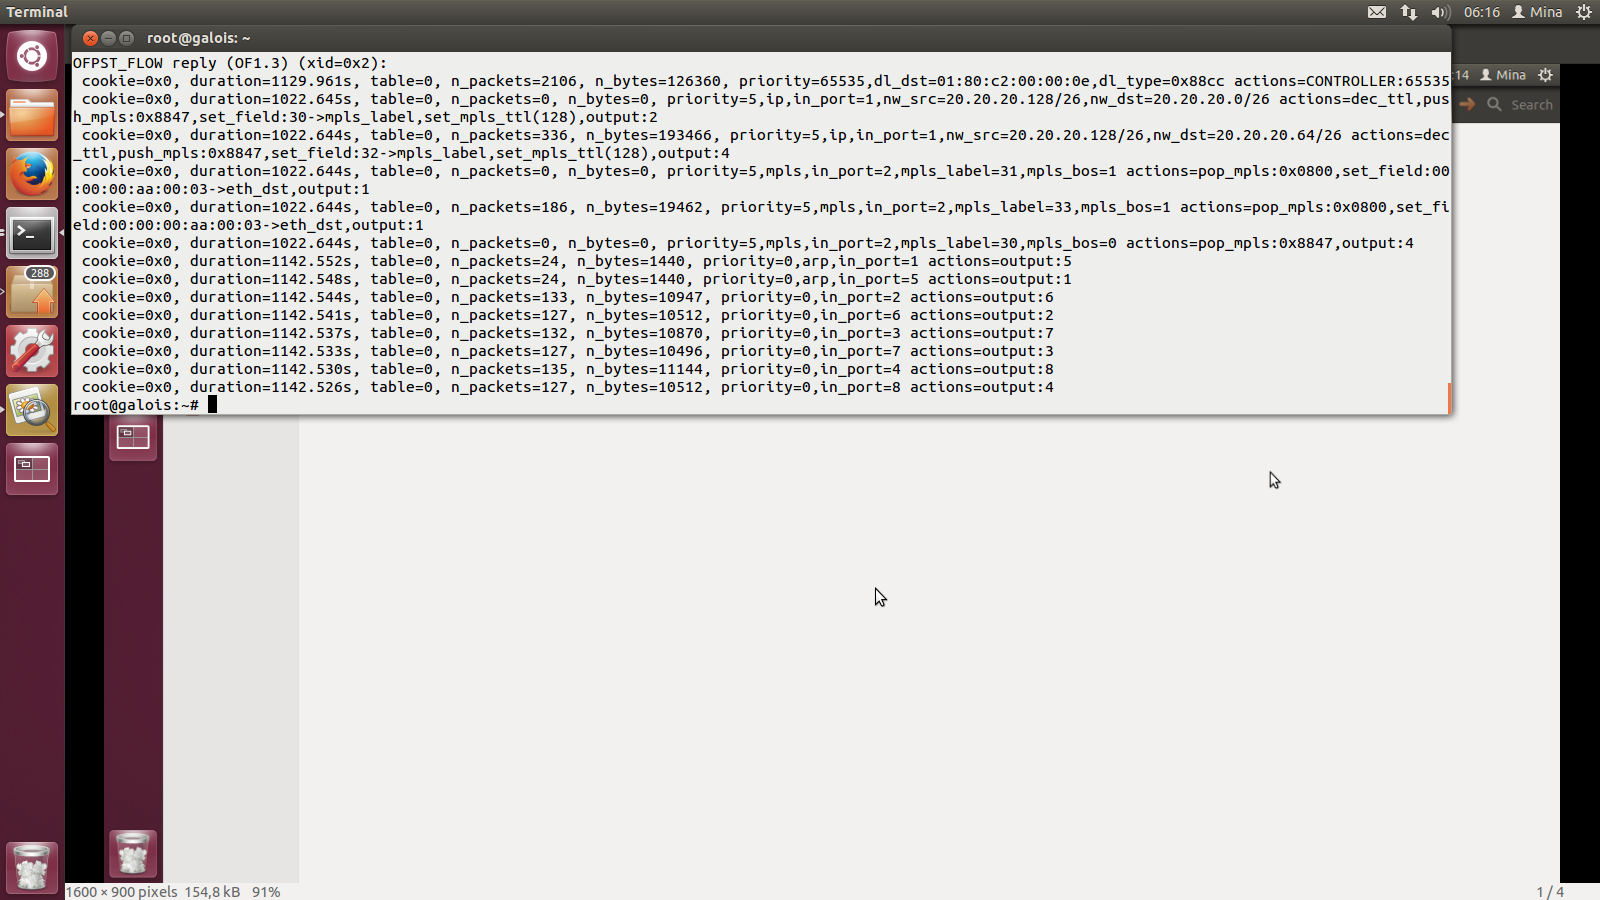 Terminal
06:16 Mina
root@galois: ~
OFPST_FLOW reply (OF1.3) (xid=0x2):
cookie=0x0, duration=1129.961s, table=0, n_packets=2106, n_bytes=126360, priority=65535,dl_dst=01:80:c2:00:00:0e,dl_type=0x88cc actions=CONTROLLER:65535
cookie=0x0, duration=1022.645s, table=0, n_packets=0, n_bytes=0, priority=5,ip,in_port=1,nw_src=20.20.20.128/26,nw_dst=20.20.20.0/26 actions=dec_ttl,pus
h_mpls:0x8847,set_field:30->mpls_label,set_mpls_ttl(128),output:2
cookie=0x0, duration=1022.644s, table=0, n_packets=336, n_bytes=193466, priority=5,ip,in_port=1,nw_src=20.20.20.128/26,nw_dst=20.20.20.64/26 actions=dec
_ttl,push_mpls:0x8847,set_field:32->mpls_label,set_mpls_ttl(128),output:4
cookie=0x0, duration=1022.644s, table=0, n_packets=0, n_bytes=0, priority=5,mpls,in_port=2,mpls_label=31,mpls_bos=1 actions=pop_mpls:0x0800,set_field:00
:00:00:aa:00:03->eth_dst,output:1
cookie=0x0, duration=1022.644s, table=0, n_packets=186, n_bytes=19462, priority=5,mpls,in_port=2,mpls_label=33,mpls_bos=1 actions=pop_mpls:0x0800,set_fi
eld:00:00:00:aa:00:03->eth_dst,output:1
cookie=0x0, duration=1022.644s, table=0, n_packets=0, n_bytes=0, priority=5,mpls,in_port=2,mpls_label=30,mpls_bos=0 actions=pop_mpls:0x8847,output:4
cookie=0x0, duration=1142.552s, table=0, n_packets=24, n_bytes=1440, priority=0,arp,in_port=1 actions=output:5
cookie=0x0, duration=1142.548s, table=0, n_packets=24, n_bytes=1440, priority=0,arp,in_port=5 actions=output:1
cookie=0x0, duration=1142.544s, table=0, n_packets=133, n_bytes=10947, priority=0,in_port=2 actions=output:6
cookie=0x0, duration=1142.541s, table=0, n_packets=127, n_bytes=10512, priority=0,in_port=6 actions=output:2
cookie=0x0, duration=1142.537s, table=0, n_packets=132, n_bytes=10870, priority=0,in_port=3 actions=output:7
cookie=0x0, duration=1142.533s, table=0, n_packets=127, n_bytes=10496, priority=0,in_port=7 actions=output:3
cookie=0x0, duration=1142.530s, table=0, n_packets=135, n_bytes=11144, priority=0,in_port=4 actions=output:8
cookie=0x0, duration=1142.526s, table=0, n_packets=127, n_bytes=10512, priority=0,in_port=8 actions=output:4
root@galois:~#
:14 Mina
Search
288
1600 × 900 pixels 154,8 kB 91%
1 / 4